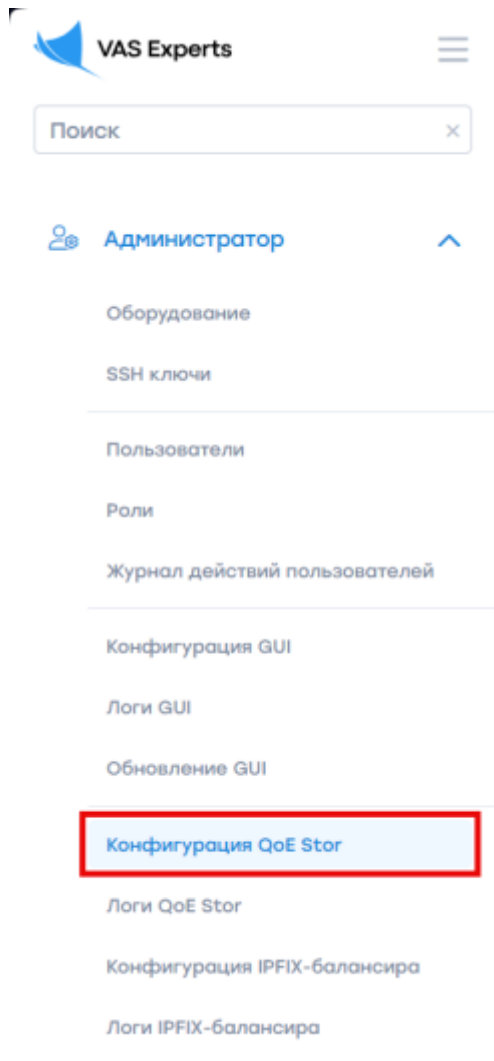 VAS Experts
Поиск
Администратор
Оборудование
SSH ключи
Пользователи
Роли
Журнал действий пользователей
Конфигурация GUI
Логи GUI
Обновление GUI
Конфигурация QoE Stor
Логи QoE Stor
Конфигурация IPFIX-балансира
Логи IPFIX-балансира